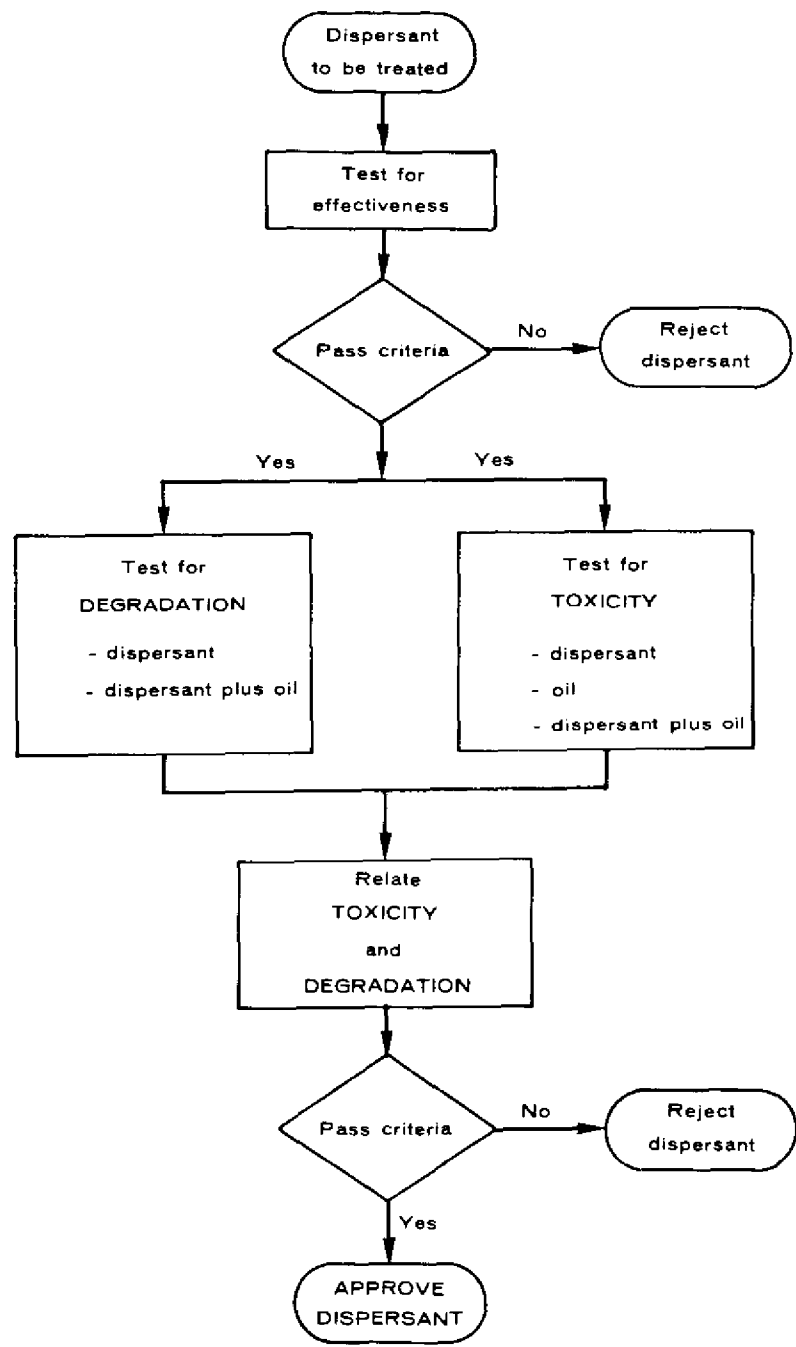 Dispersant
to be treated
Test for
effectiveness
Pass criteria
No
Reject
dispersant
Yes
Yes
Test for
DEGRADATION
- dispersant
- dispersant plus oil
Test for
TOXICITY
- dispersant
- oil
- dispersant plus oil
Relate
TOXICITY
and
DEGRADATION
Pass criteria
No
Reject
dispersant
Yes
APPROVE
DISPERSANT